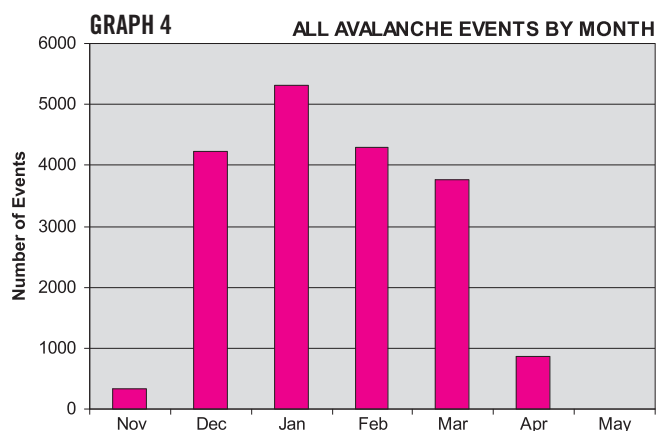 GRAPH 4
ALL AVALANCHE EVENTS BY MONTH
Number of Events
6000
5000
4000
3000
2000
1000
0
Nov Dec Jan Feb Mar Apr May